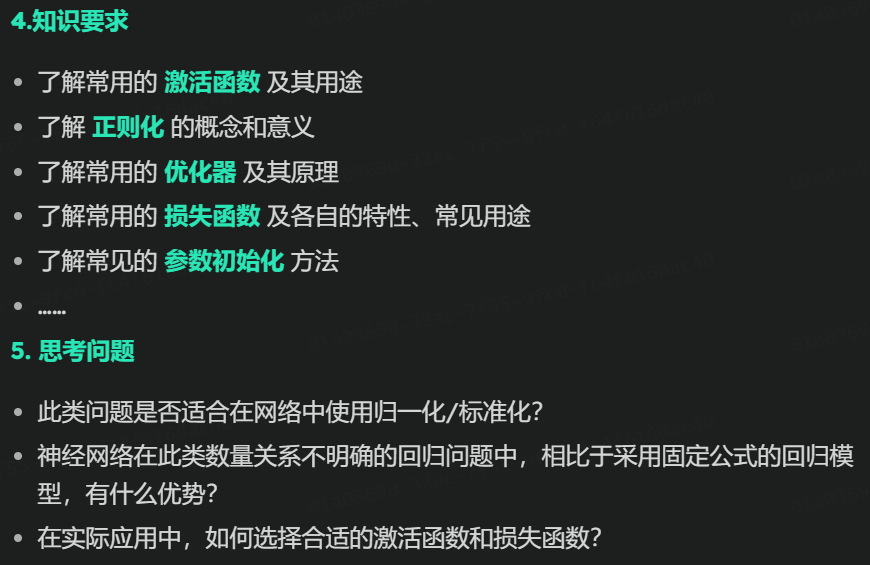 4.知识要求
了解常用的 激活函数 及其用途
了解 正则化 的概念和意义
了解常用的 优化器 及其原理
了解常用的 损失函数 及各自的特性、常见用途
了解常见的 参数初始化 方法
……
5. 思考问题
此类问题是否适合在网络中使用归一化/标准化？
神经网络在此类数量关系不明确的回归问题中，相比于采用固定公式的回归模
型，有什么优势？
在实际应用中，如何选择合适的激活函数和损失函数？